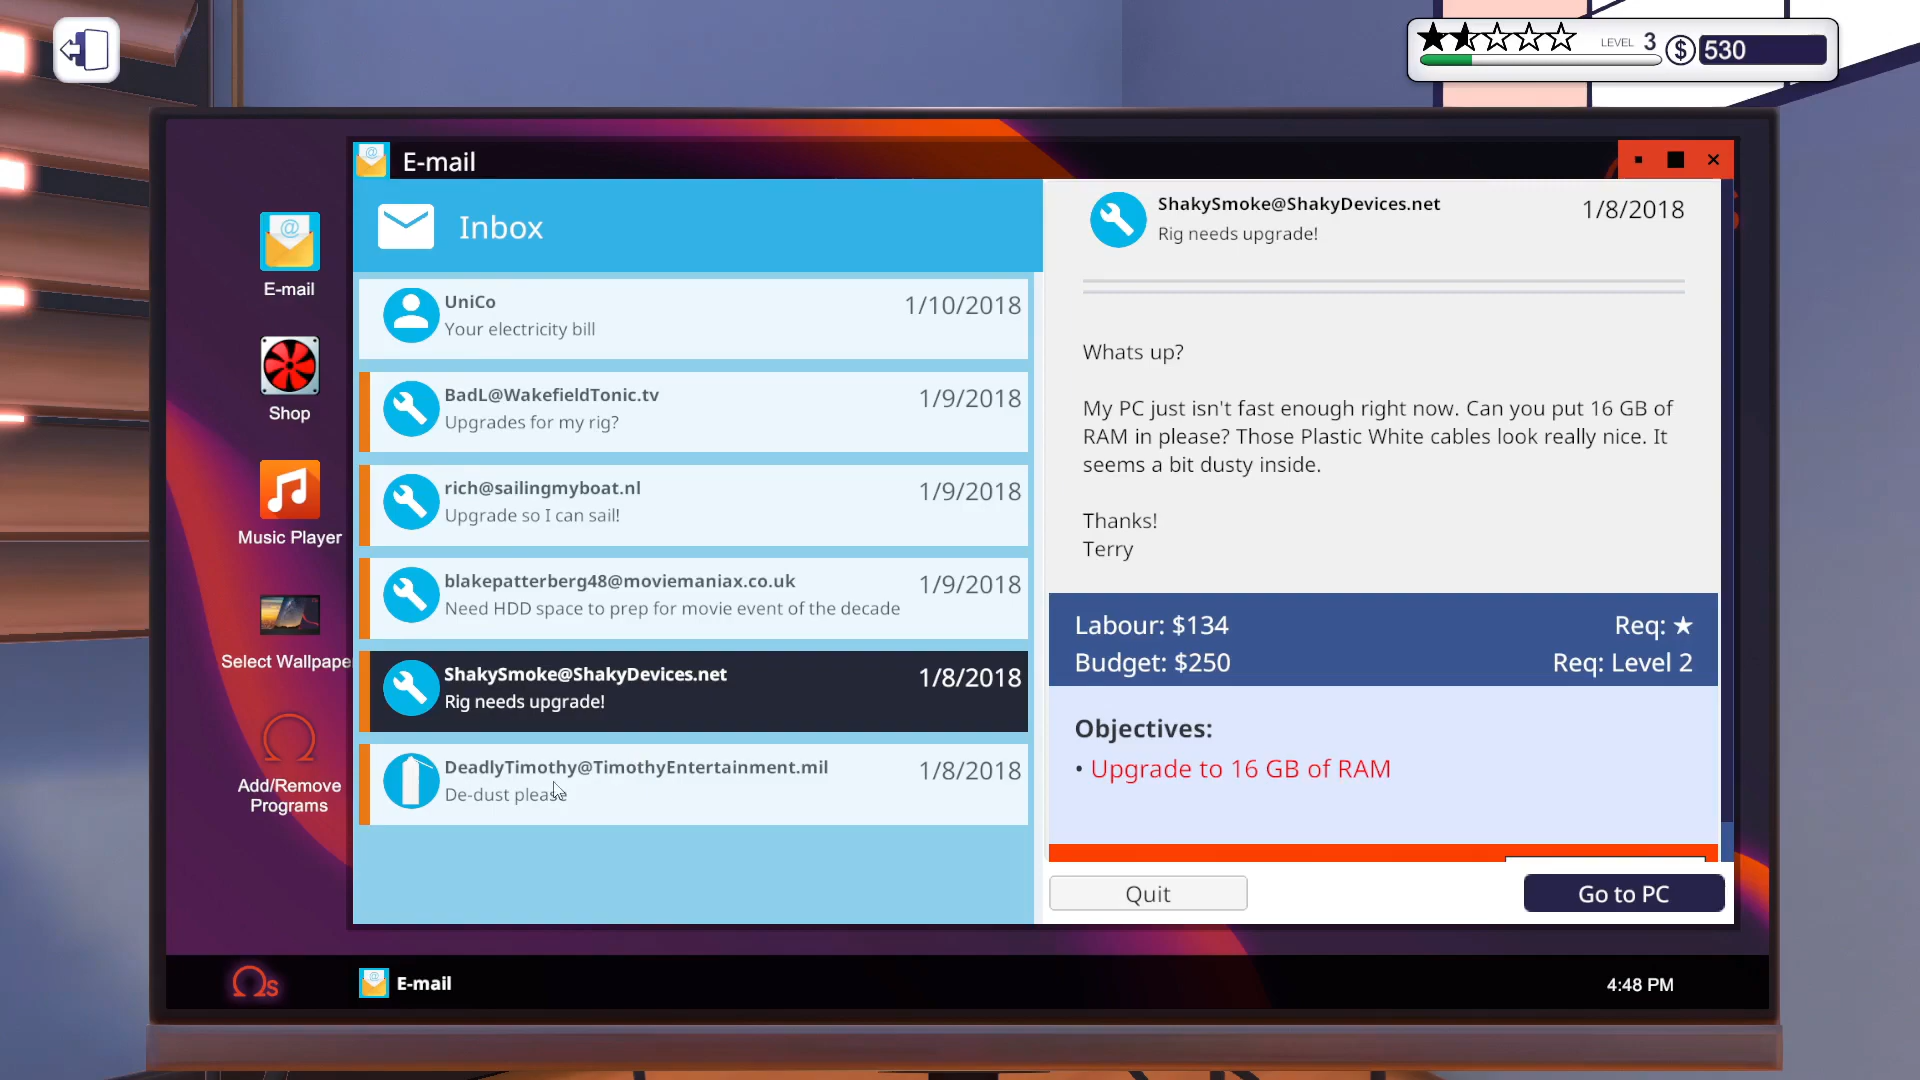 LEVEL 3
$ 530
E-mail
Inbox
UniCo
1/10/2018
Your electricity bill
BadL@WakefieldTonic.tv
1/9/2018
Upgrades for my rig?
rich@sailingmyboat.nl
1/9/2018
Upgrade so I can sail!
blakepatterberg48@moviemaniax.co.uk
1/9/2018
Need HDD space to prep for movie event of the decade
ShakySmoke@ShakyDevices.net
1/8/2018
Rig needs upgrade!
DeadlyTimothy@TimothyEntertainment.mil
1/8/2018
De-dust please
ShakySmoke@ShakyDevices.net
1/8/2018
Rig needs upgrade!
Whats up?
My PC just isn't fast enough right now. Can you put 16 GB of
RAM in please? Those Plastic White cables look really nice. It
seems a bit dusty inside.
Thanks!
Terry
Labour: $134
Req: ★
Budget: $250
Req: Level 2
Objectives:
• Upgrade to 16 GB of RAM
Quit
Go to PC
E-mail
Shop
Music Player
Select Wallpape
Add/Remove
Programs
Ωs
E-mail
4:48 PM